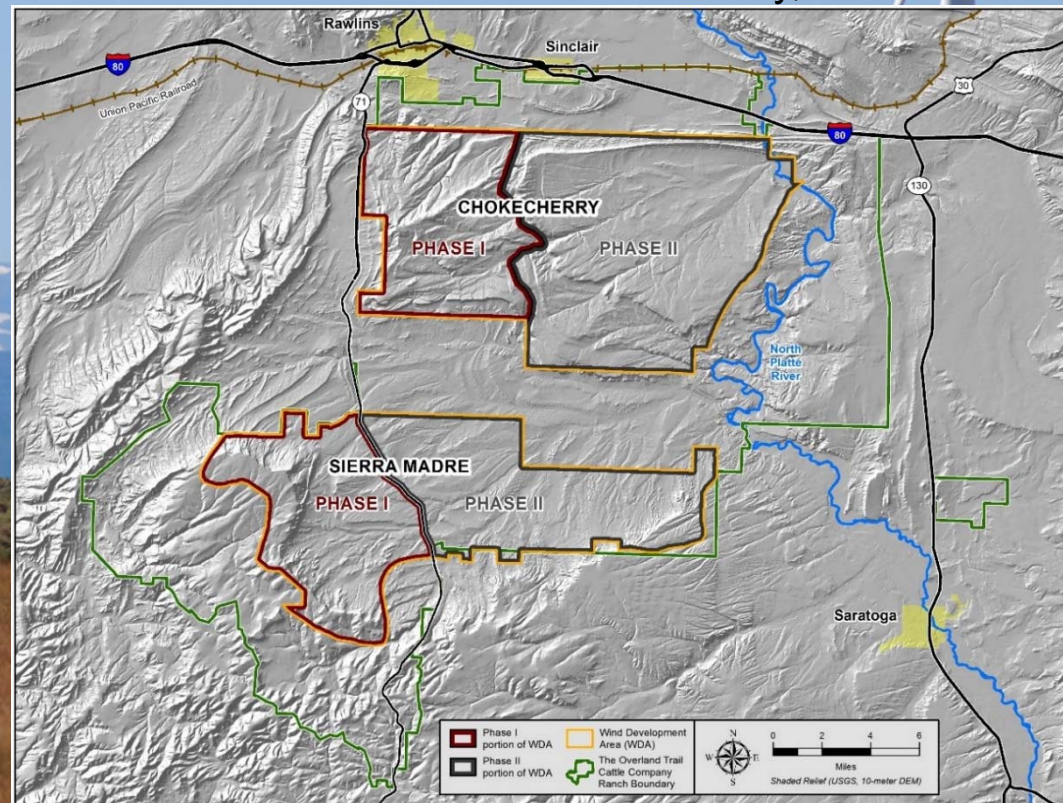 Rawlins
Sinclair
80
Union Pacific Railroad
71
30
80
130
CHOKECHERRY
PHASE I
PHASE II
North
Platte
River
SIERRA MADRE
PHASE I
PHASE II
Saratoga
Phase I
portion of WDA
Phase II
portion of WDA
Wind Development
Area (WDA)
The Overland Trail
Cattle Company
Ranch Boundary
N
W
E
S
0 2 4 6
Miles
Shaded Relief (USGS, 10-meter DEM)